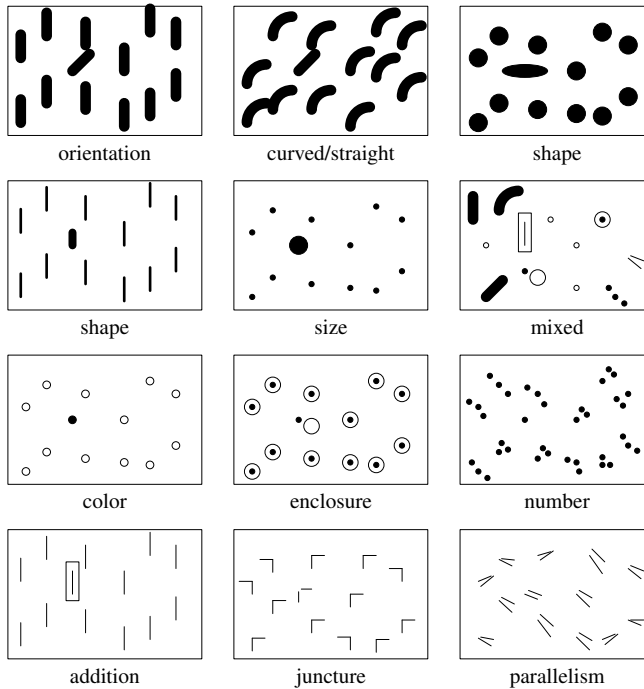 orientation
curved/straight
shape
shape
size
mixed
color
enclosure
number
addition
juncture
parallelism